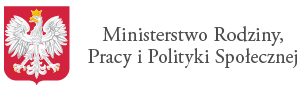 Ministerstwo Rodziny,
Pracy i Polityki Społecznej